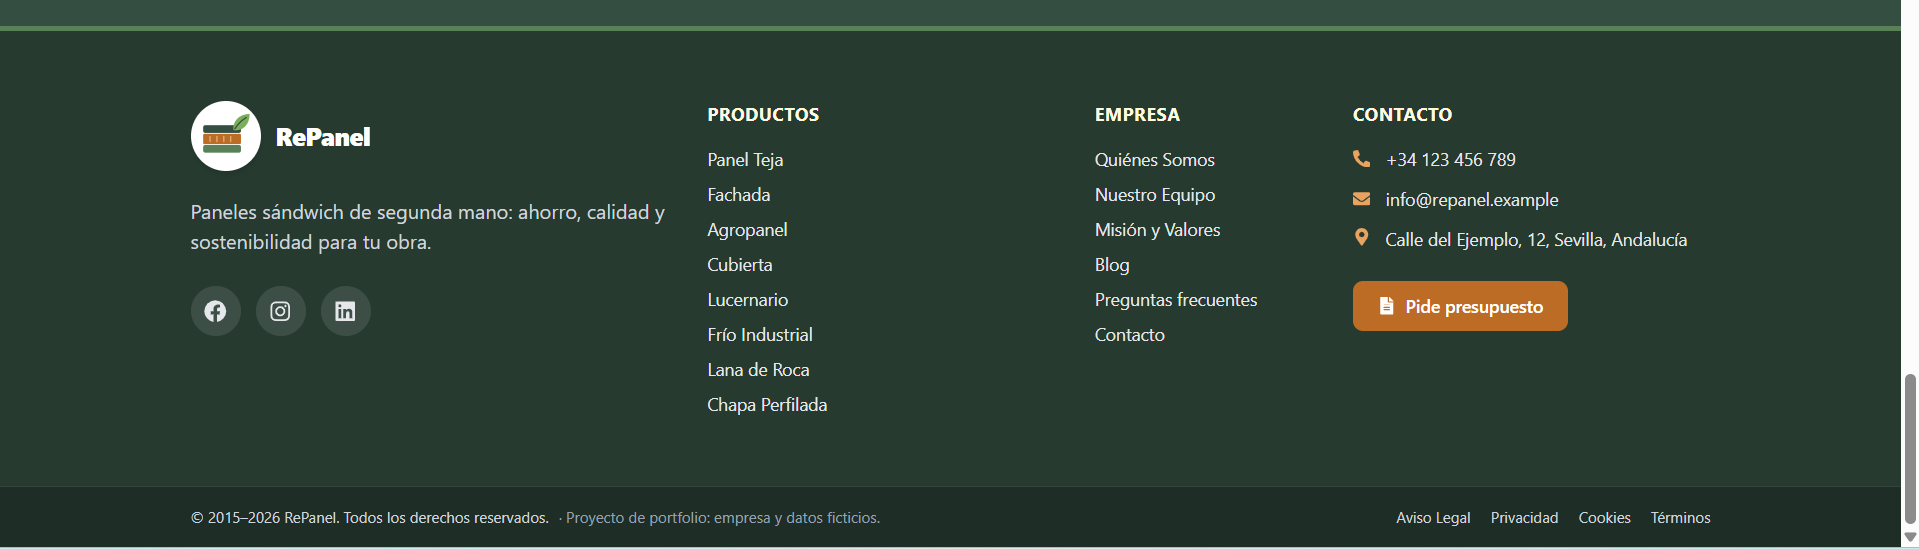 RePanel
Paneles sándwich de segunda mano: ahorro, calidad y
sostenibilidad para tu obra.
PRODUCTOS
Panel Teja
Fachada
Agropanel
Cubierta
Lucernario
Frío Industrial
Lana de Roca
Chapa Perfilada
EMPRESA
Quiénes Somos
Nuestro Equipo
Misión y Valores
Blog
Preguntas frecuentes
Contacto
CONTACTO
+34 123 456 789
info@repanel.example
Calle del Ejemplo, 12, Sevilla, Andalucía
Pide presupuesto
© 2015–2026 RePanel. Todos los derechos reservados. · Proyecto de portfolio: empresa y datos ficticios.
Aviso Legal Privacidad Cookies Términos